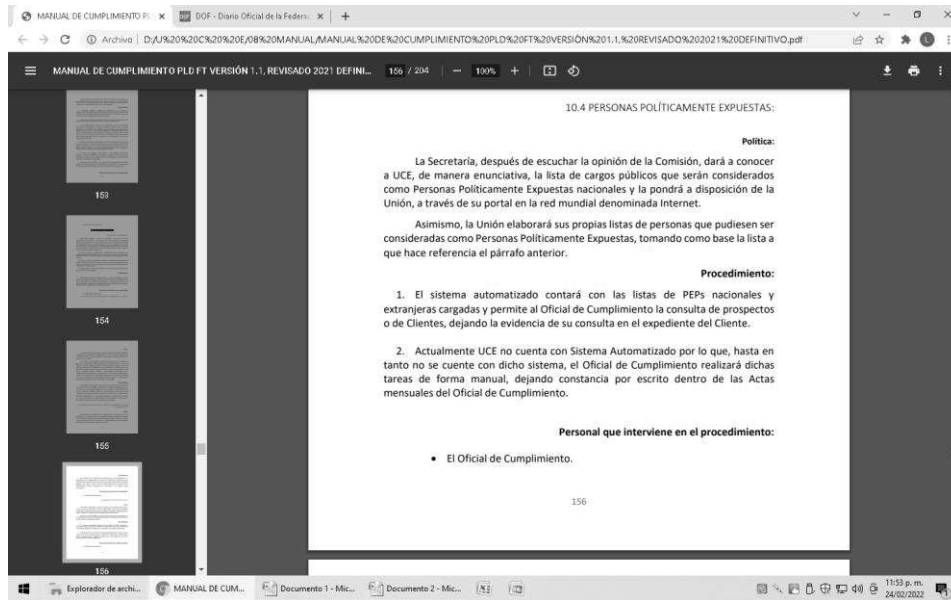 MANUAL DE CUMPLIMIENTO P
DOF - Diario Oficial de la Federa
Archivo D:/U%20%20C%20%20E/08%20MANUAL/MANUAL%20DE%20CUMPLIMIENTO%20PLD%20FT%20VERSIÓN%201.1,%20REVISADO%202021%20DEFINITIVO.pdf
MANUAL DE CUMPLIMIENTO PLD FT VERSIÓN 1.1, REVISADO 2021 DEFINI... 156 / 204 100%
153
154
155
156
10.4 PERSONAS POLÍTICAMENTE EXPUESTAS:
Política:
La Secretaría, después de escuchar la opinión de la Comisión, dará a conocer
a UCE, de manera enunciativa, la lista de cargos públicos que serán considerados
como Personas Políticamente Expuestas nacionales y la pondrá a disposición de la
Unión, a través de su portal en la red mundial denominada Internet.
Asimismo, la Unión elaborará sus propias listas de personas que pudiesen ser
consideradas como Personas Políticamente Expuestas, tomando como base la lista a
que hace referencia el párrafo anterior.
Procedimiento:
1. El sistema automatizado contará con las listas de PEPs nacionales y
extranjeras cargadas y permite al Oficial de Cumplimiento la consulta de prospectos
o de Clientes, dejando la evidencia de su consulta en el expediente del Cliente.
2. Actualmente UCE no cuenta con Sistema Automatizado por lo que, hasta en
tanto no se cuente con dicho sistema, el Oficial de Cumplimiento realizará dichas
tareas de forma manual, dejando constancia por escrito dentro de las Actas
mensuales del Oficial de Cumplimiento.
Personal que interviene en el procedimiento:
• El Oficial de Cumplimiento.
156
Explorador de archi... MANUAL DE CUM... Documento 1 - Mic... Documento 2 - Mic...
11:53 p. m.
24/02/2022